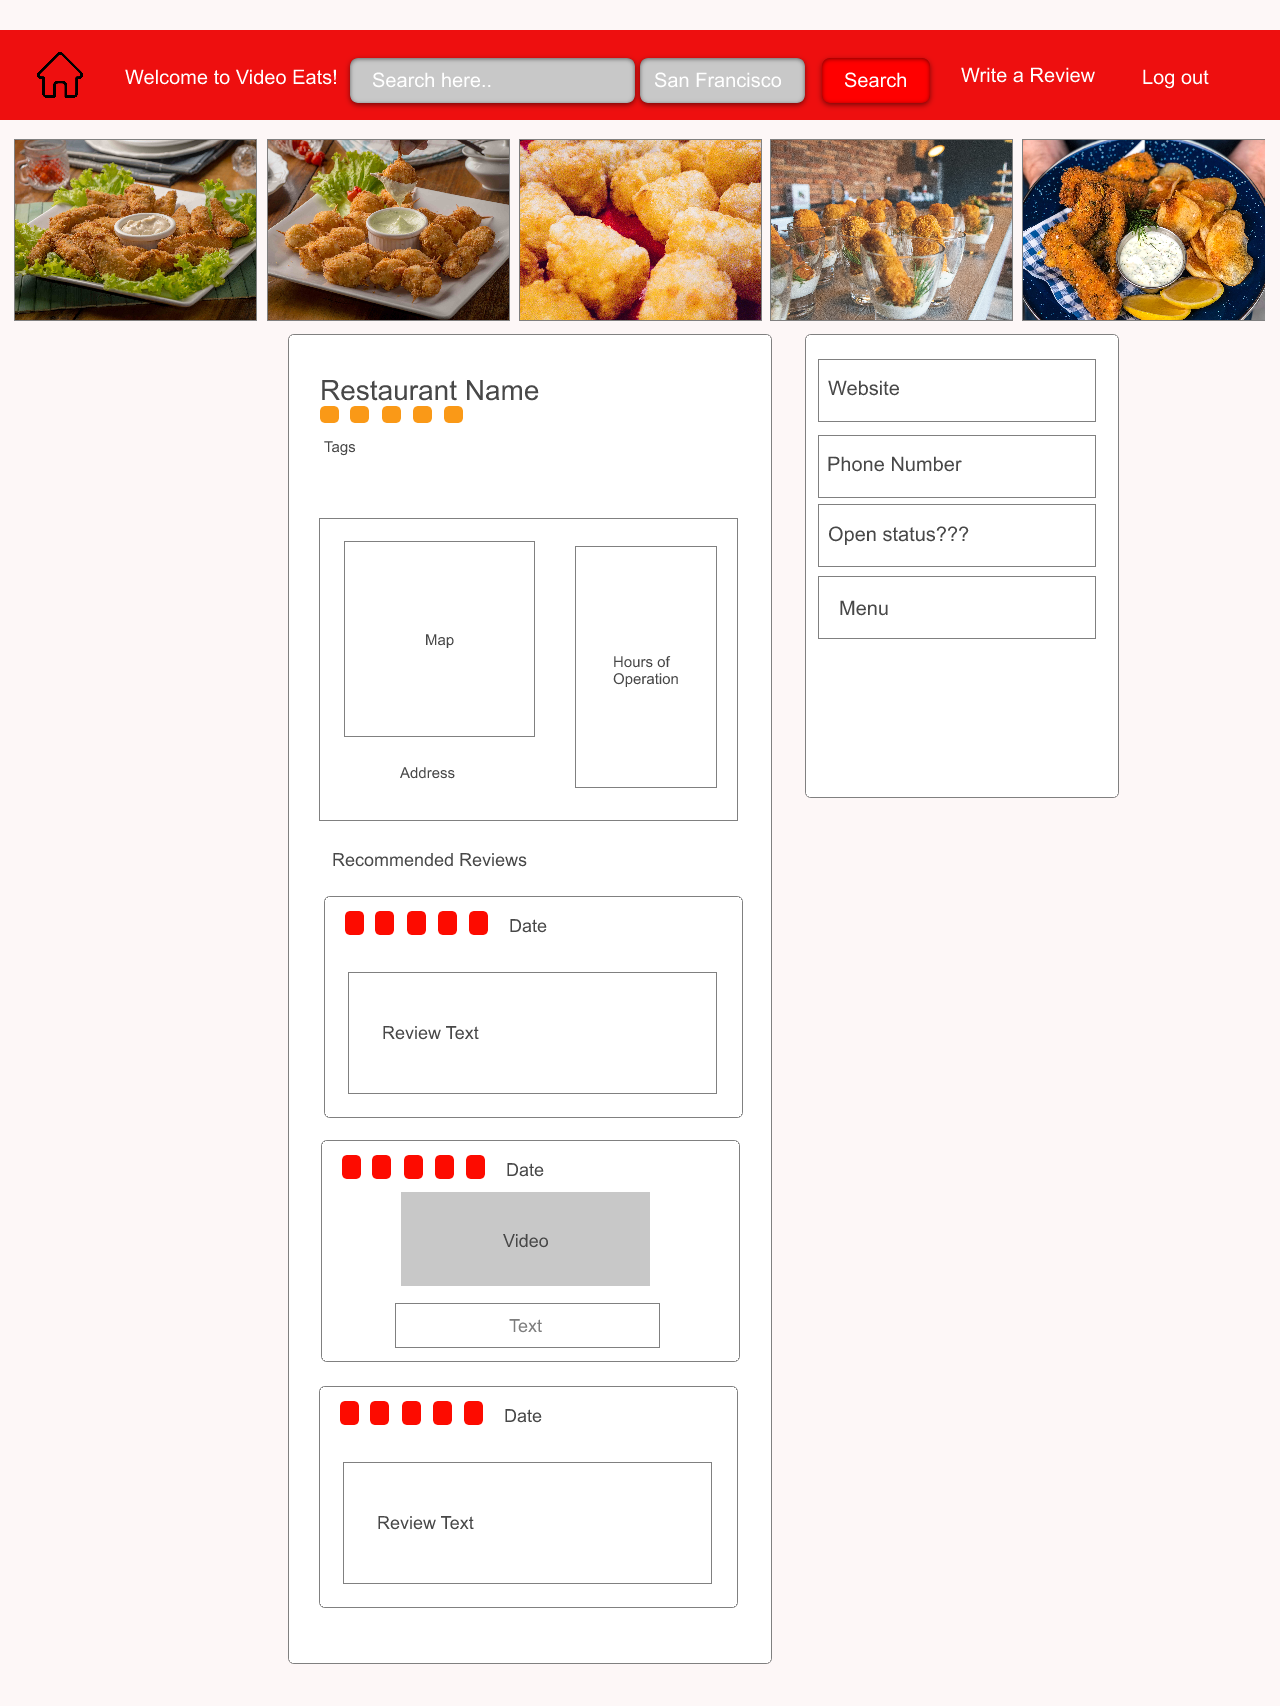 Welcome to Video Eats!
Search here..
San Francisco
Search
Write a Review
Log out
Restaurant Name
Tags
Map
Hours of
Operation
Address
Website
Phone Number
Open status???
Menu
Recommended Reviews
Date
Review Text
Date
Video
Text
Date
Review Text